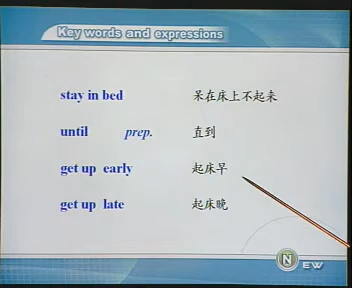 Key words and expressions
stay in bed 呆在床上不起来
until prep. 直到
get up early 起床早
get up late 起床晚
N EW